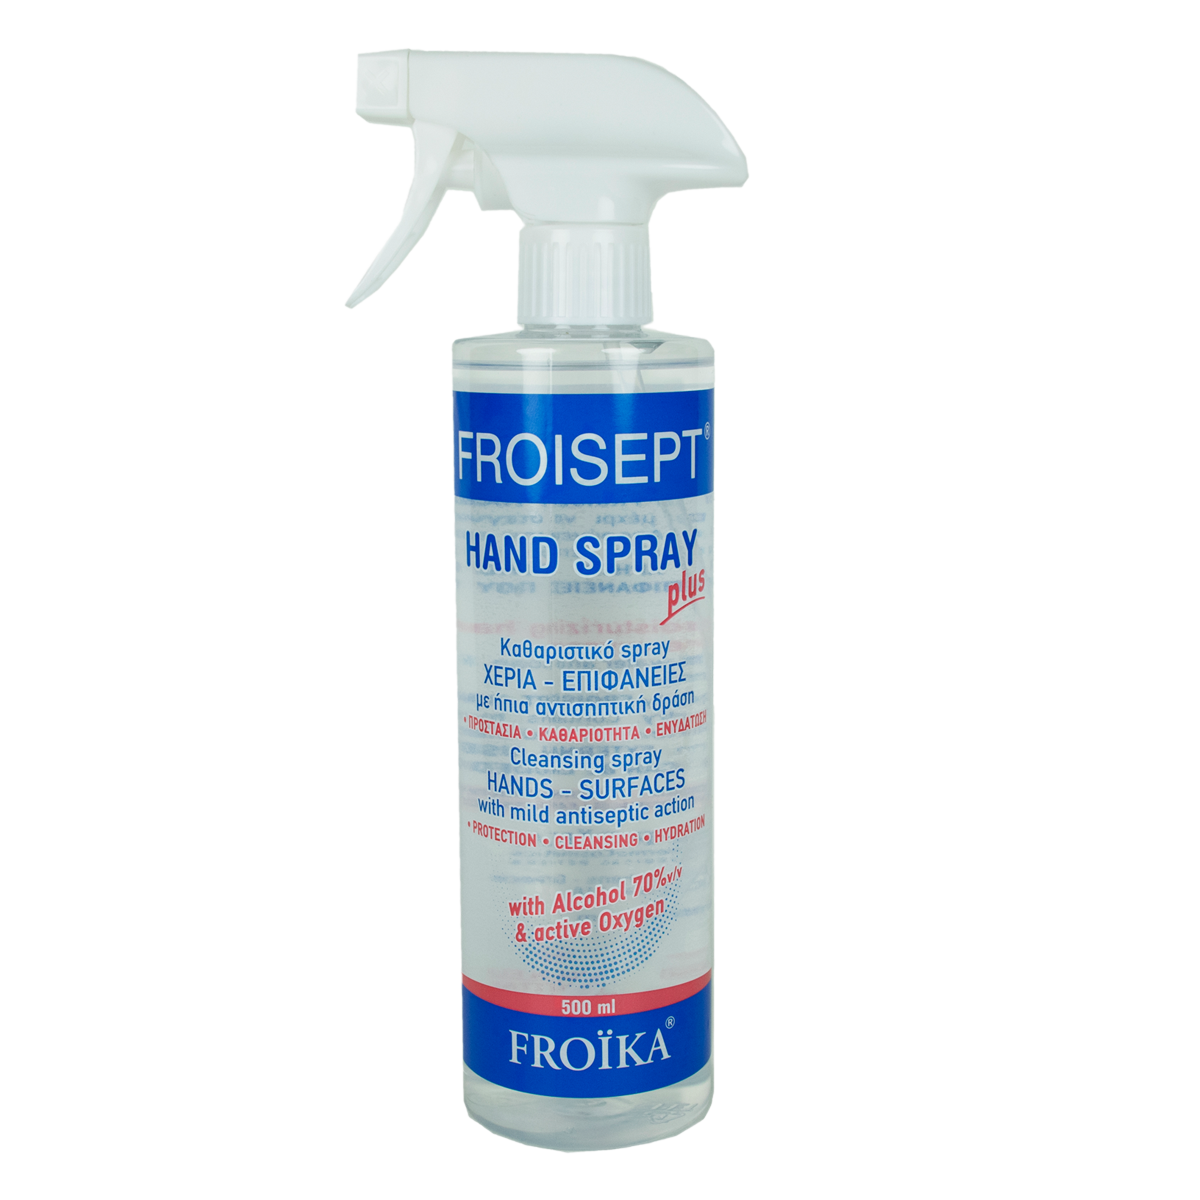 FROISEPT®
HAND SPRAY
plus
Καθαριστικό spray
ΧΕΡΙΑ - ΕΠΙΦΑΝΕΙΕΣ
με ήπια αντισηπτική δράση
• ΠΡΟΣΤΑΣΙΑ • ΚΑΘΑΡΙΟΤΗΤΑ • ΕΝΥΔΑΤΩΣΗ
Cleansing spray
HANDS - SURFACES
with mild antiseptic action
• PROTECTION • CLEANSING • HYDRATION
with Alcohol 70% v/v
& active Oxygen
500 ml
FROÏKA®